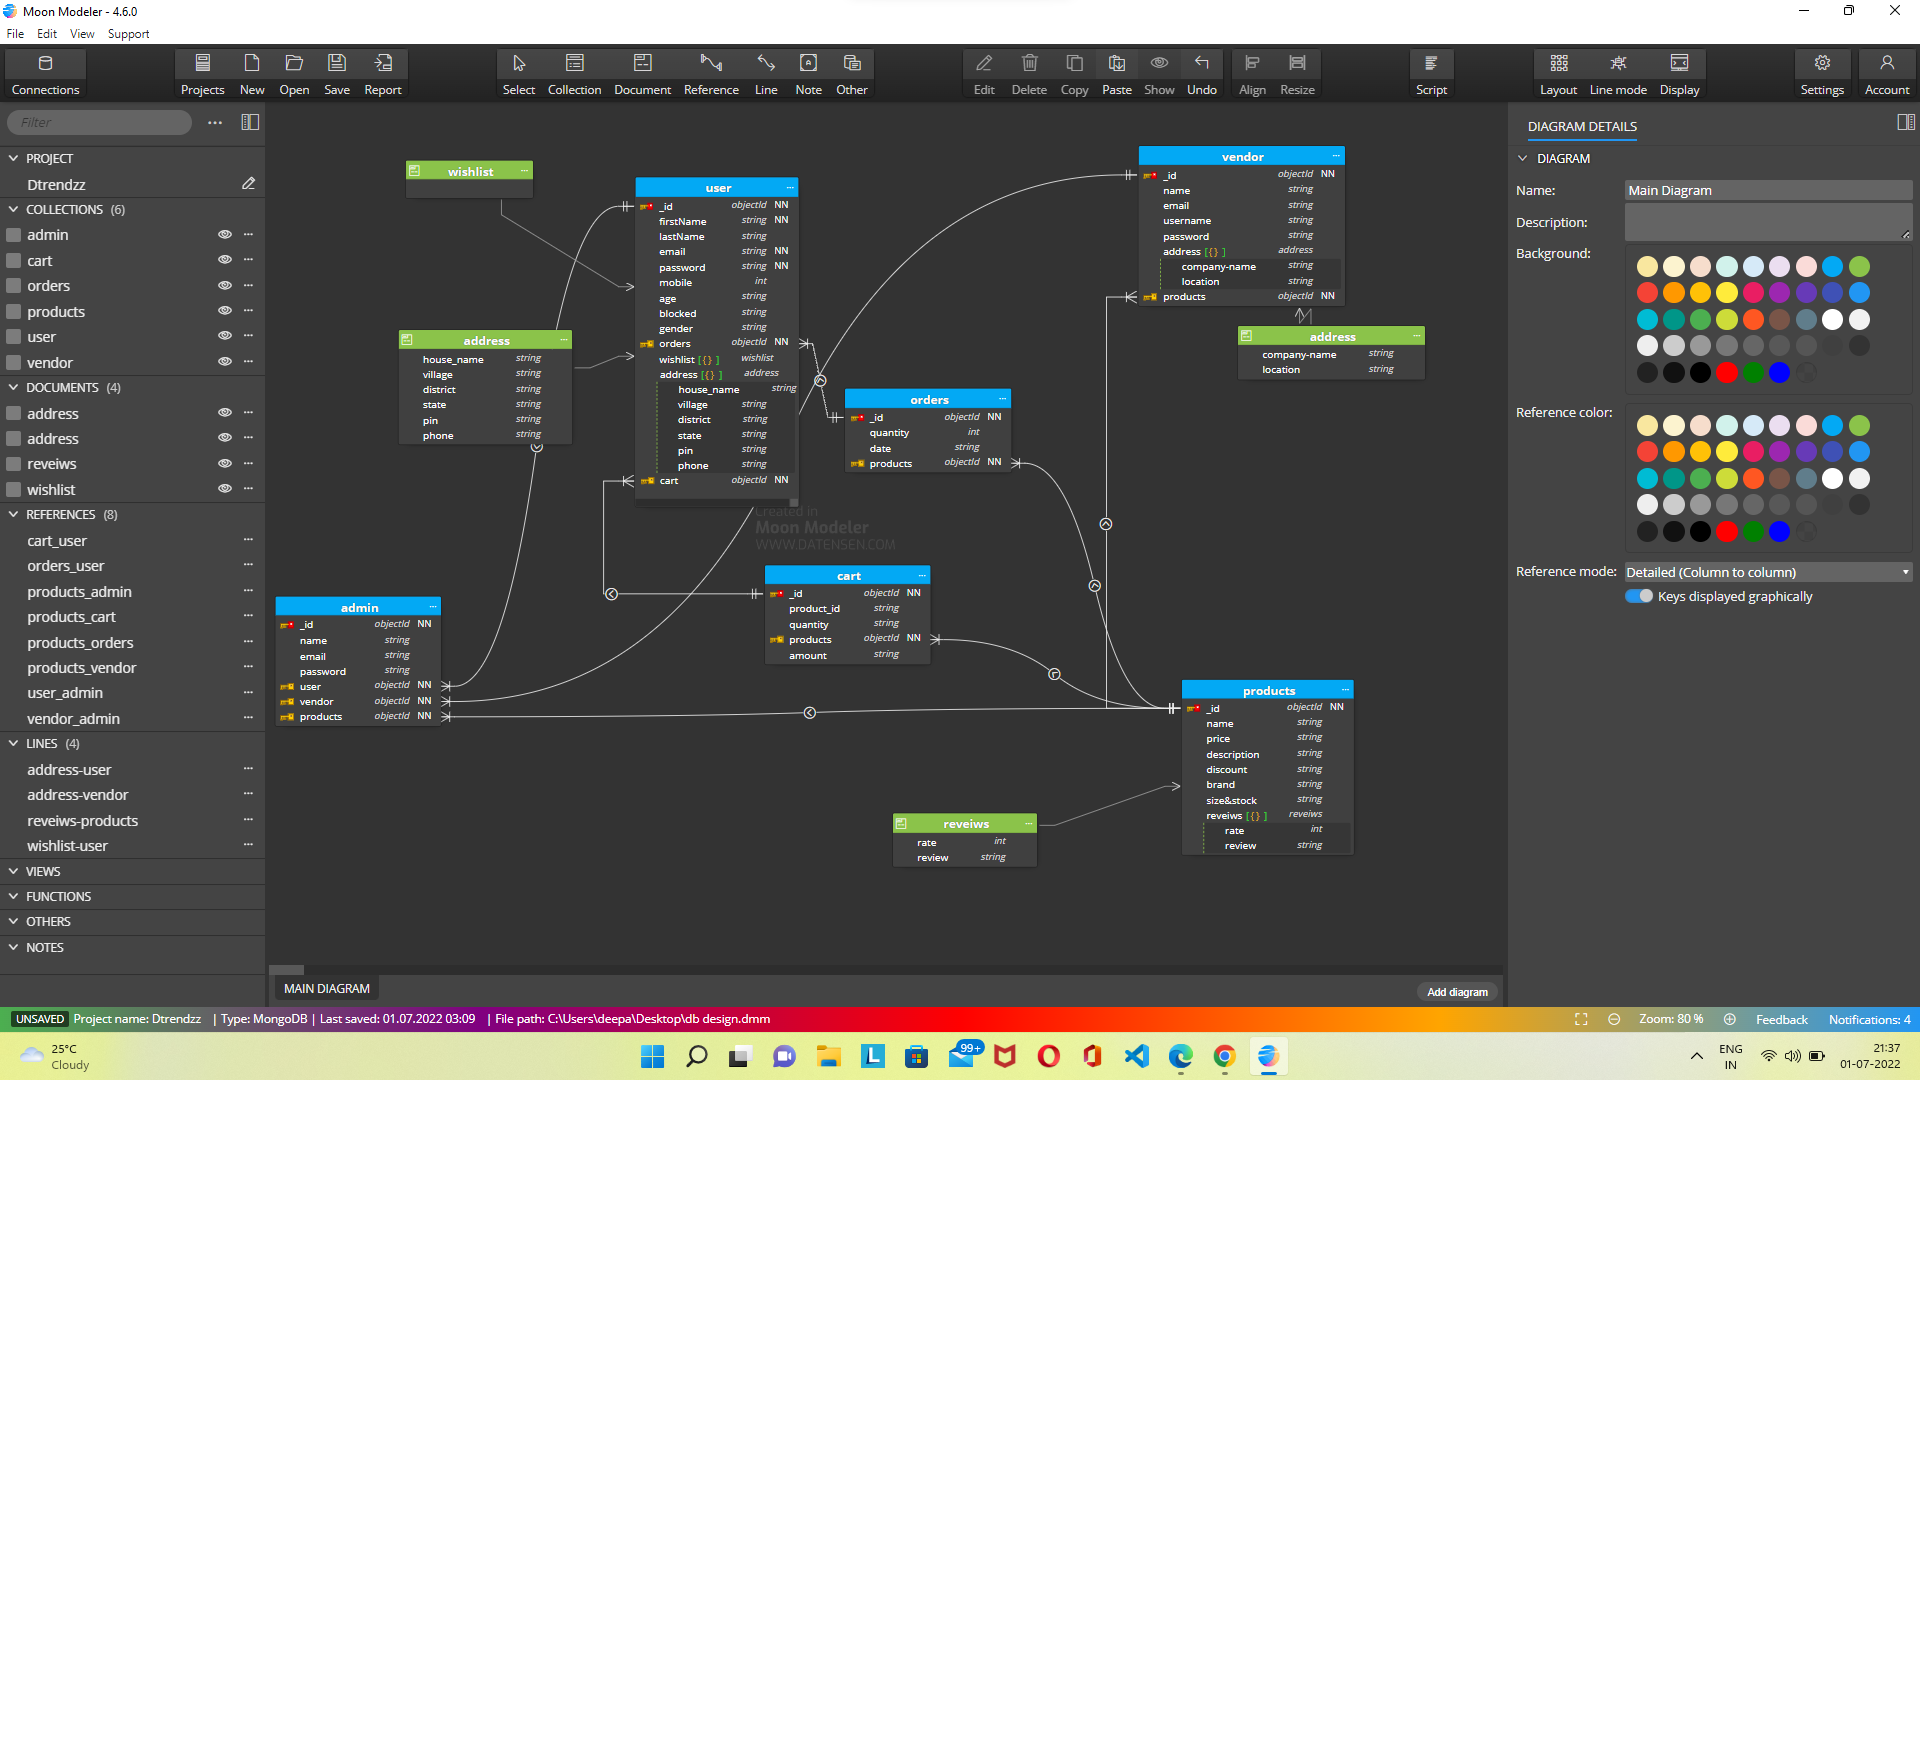 Moon Modeler - 4.6.0
File Edit View Support
Connections Projects New Open Save Report Select Collection Document Reference Line Note Other Edit Delete Copy Paste Show Undo Align Resize Script Layout Line mode Display Settings Account
Filter
PROJECT
Dtrendzz
COLLECTIONS (6)
admin
cart
orders
products
user
vendor
DOCUMENTS (4)
address
address
reveiws
wishlist
REFERENCES (8)
cart_user
orders_user
products_admin
products_cart
products_orders
products_vendor
user_admin
vendor_admin
LINES (4)
address-user
address-vendor
reveiws-products
wishlist-user
VIEWS
FUNCTIONS
OTHERS
NOTES
wishlist
user
_id objectId NN
firstName string NN
lastName string
email string NN
password string NN
mobile int
age string
blocked string
gender string
orders objectId NN
wishlist [{} ] wishlist
address [{} ] address
house_name string
village string
district string
state string
pin string
phone string
cart objectId NN
address
house_name string
village string
district string
state string
pin string
phone string
vendor
_id objectId NN
name string
email string
username string
password string
address [{} ] address
company-name string
location string
products objectId NN
address
company-name string
location string
orders
_id objectId NN
quantity int
date string
products objectId NN
Created in
Moon Modeler
WWW.DATENSEN.COM
cart
_id objectId NN
product_id string
quantity string
products objectId NN
amount string
admin
_id objectId NN
name string
email string
password string
user objectId NN
vendor objectId NN
products objectId NN
products
_id objectId NN
name string
price string
description string
discount string
brand string
size&stock string
reveiws [{} ] reveiws
rate int
review string
reveiws
rate int
review string
MAIN DIAGRAM
Add diagram
DIAGRAM DETAILS
DIAGRAM
Name: Main Diagram
Description:
Background:
Reference color:
Reference mode: Detailed (Column to column)
Keys displayed graphically
UNSAVED Project name: Dtrendzz | Type: MongoDB | Last saved: 01.07.2022 03:09 | File path: C:\Users\deepa\Desktop\db design.dmm Zoom: 80 % Feedback Notifications: 4
25°C
Cloudy
99+
ENG
IN
21:37
01-07-2022